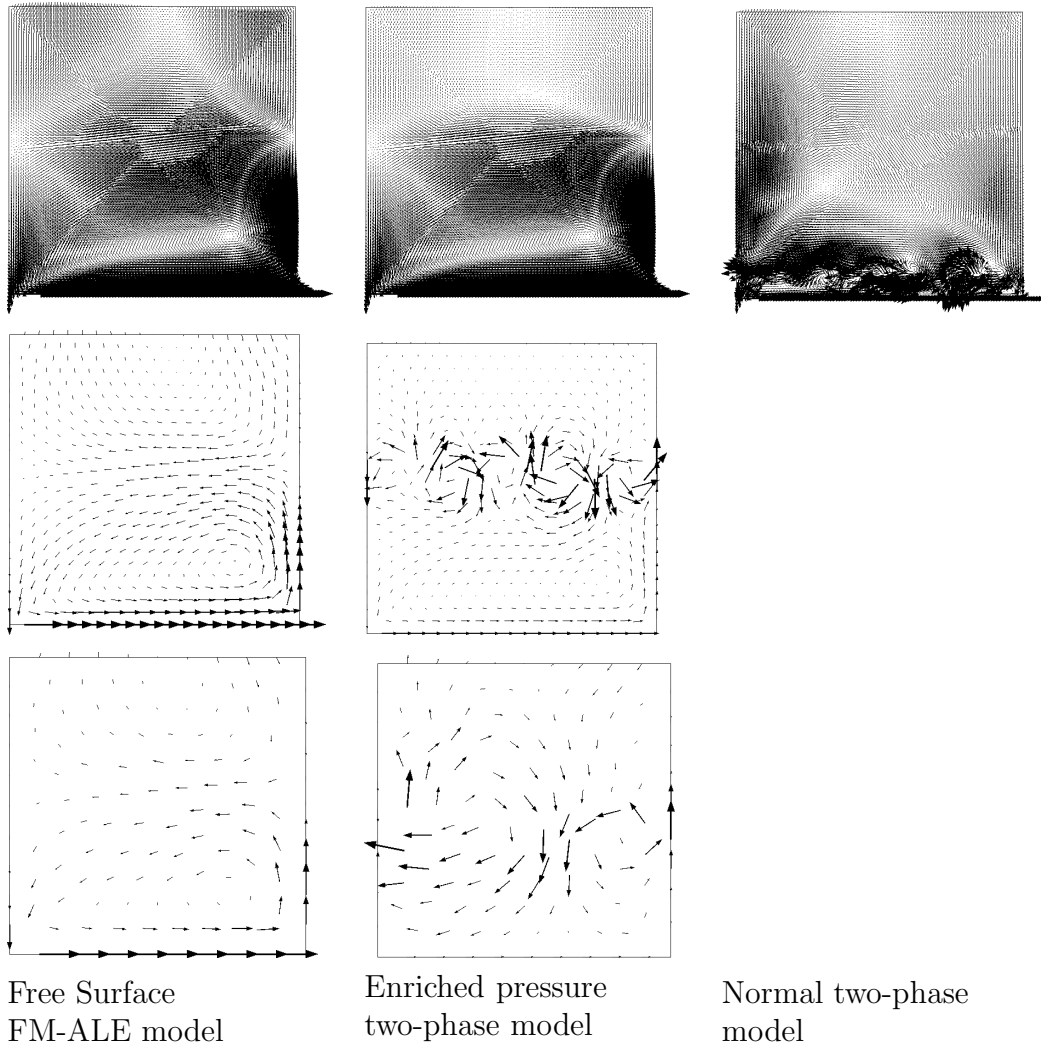 Free Surface
FM-ALE model
Enriched pressure
two-phase model
Normal two-phase
model